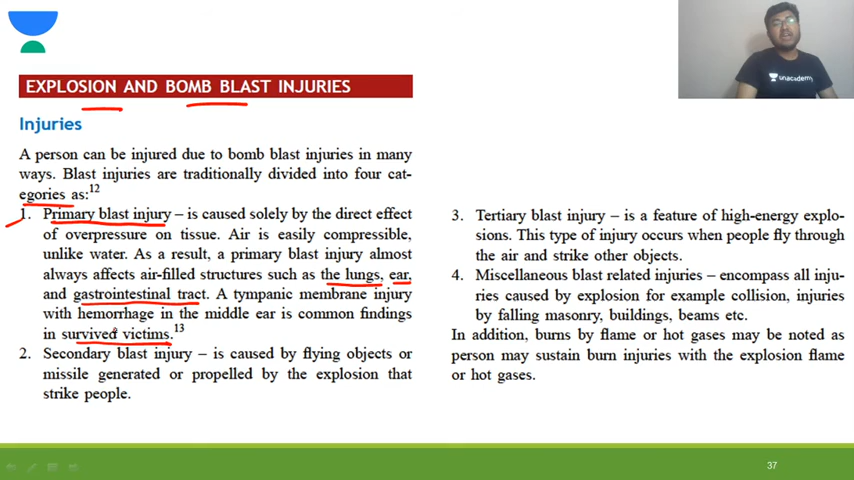 unacademy
EXPLOSION AND BOMB BLAST INJURIES
Injuries
A person can be injured due to bomb blast injuries in many
ways. Blast injuries are traditionally divided into four cat-
egories as:12
1. Primary blast injury – is caused solely by the direct effect
of overpressure on tissue. Air is easily compressible,
unlike water. As a result, a primary blast injury almost
always affects air-filled structures such as the lungs, ear,
and gastrointestinal tract. A tympanic membrane injury
with hemorrhage in the middle ear is common findings
in survived victims.13
2. Secondary blast injury – is caused by flying objects or
missile generated or propelled by the explosion that
strike people.
3. Tertiary blast injury – is a feature of high-energy explo-
sions. This type of injury occurs when people fly through
the air and strike other objects.
4. Miscellaneous blast related injuries – encompass all inju-
ries caused by explosion for example collision, injuries
by falling masonry, buildings, beams etc.
In addition, burns by flame or hot gases may be noted as
person may sustain burn injuries with the explosion flame
or hot gases.
37